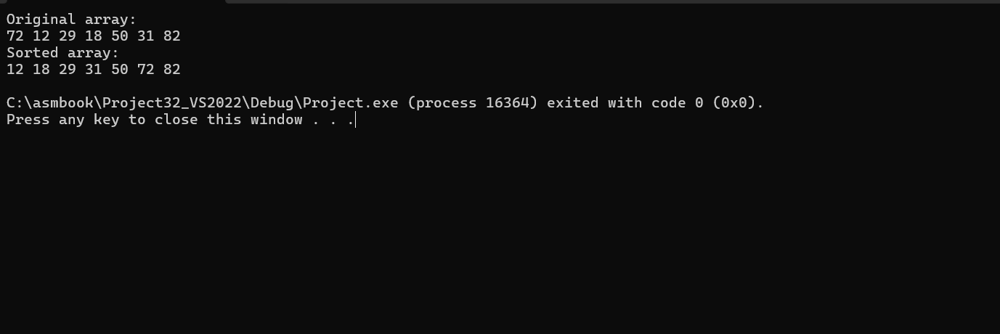 Original array:
72 12 29 18 50 31 82
Sorted array:
12 18 29 31 50 72 82
C:\asmbook\Project32_VS2022\Debug\Project.exe (process 16364) exited with code 0 (0x0).
Press any key to close this window . . .